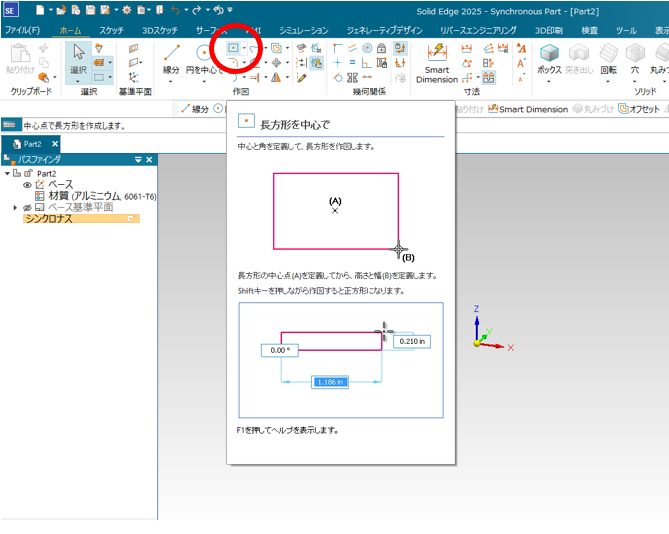 SE
Solid Edge 2025 - Synchronous Part - [Part2]
ファイル(F)
ホーム
スケッチ
3Dスケッチ
サーフェス
PMI
シミュレーション
ジェネレーティブデザイン
リバースエンジニアリング
3D印刷
検査
ツール
表示
貼り付け
選択
線分
円を中心で
Smart
Dimension
ボックス
突き出し
回転
穴
丸み
クリップボード
選択
基準平面
作図
幾何関係
寸法
ソリッド
線分
貼り付け
Smart Dimension
丸みづけ
オフセット
中心点で長方形を作成します。
Part2
パスファインダ
Part2
ベース
材質 (アルミニウム, 6061-T6)
ベース基準平面
シンクロナス
長方形を中心で
中心と角を定義して、長方形を作図します。
(A)
(B)
長方形の中心点(A)を定義してから、高さと幅(B)を定義します。
Shiftキーを押しながら作図すると正方形になります。
0.00 °
0.210 in
1.186 in
F1を押してヘルプを表示します。
Z
Y
X